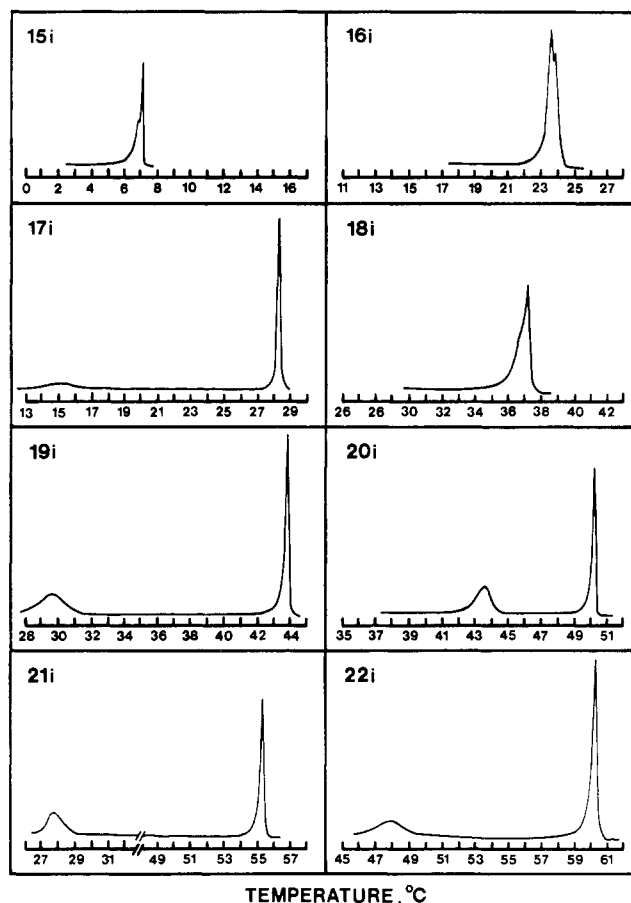 15i
16i
0 2 4 6 8 10 12 14 16
11 13 14 15 17 19 21 23 25 27
17i
18i
13 15 17 19 20 21 23 25 27 29
26 26 28 30 32 34 36 38 40 42
19i
20i
28 30 32 34 36 38 40 42 44
35 37 39 41 43 45 47 49 51
21i
22i
27 29 31 49 51 53 55 57
45 47 49 51 53 55 57 59 61
TEMPERATURE, °C